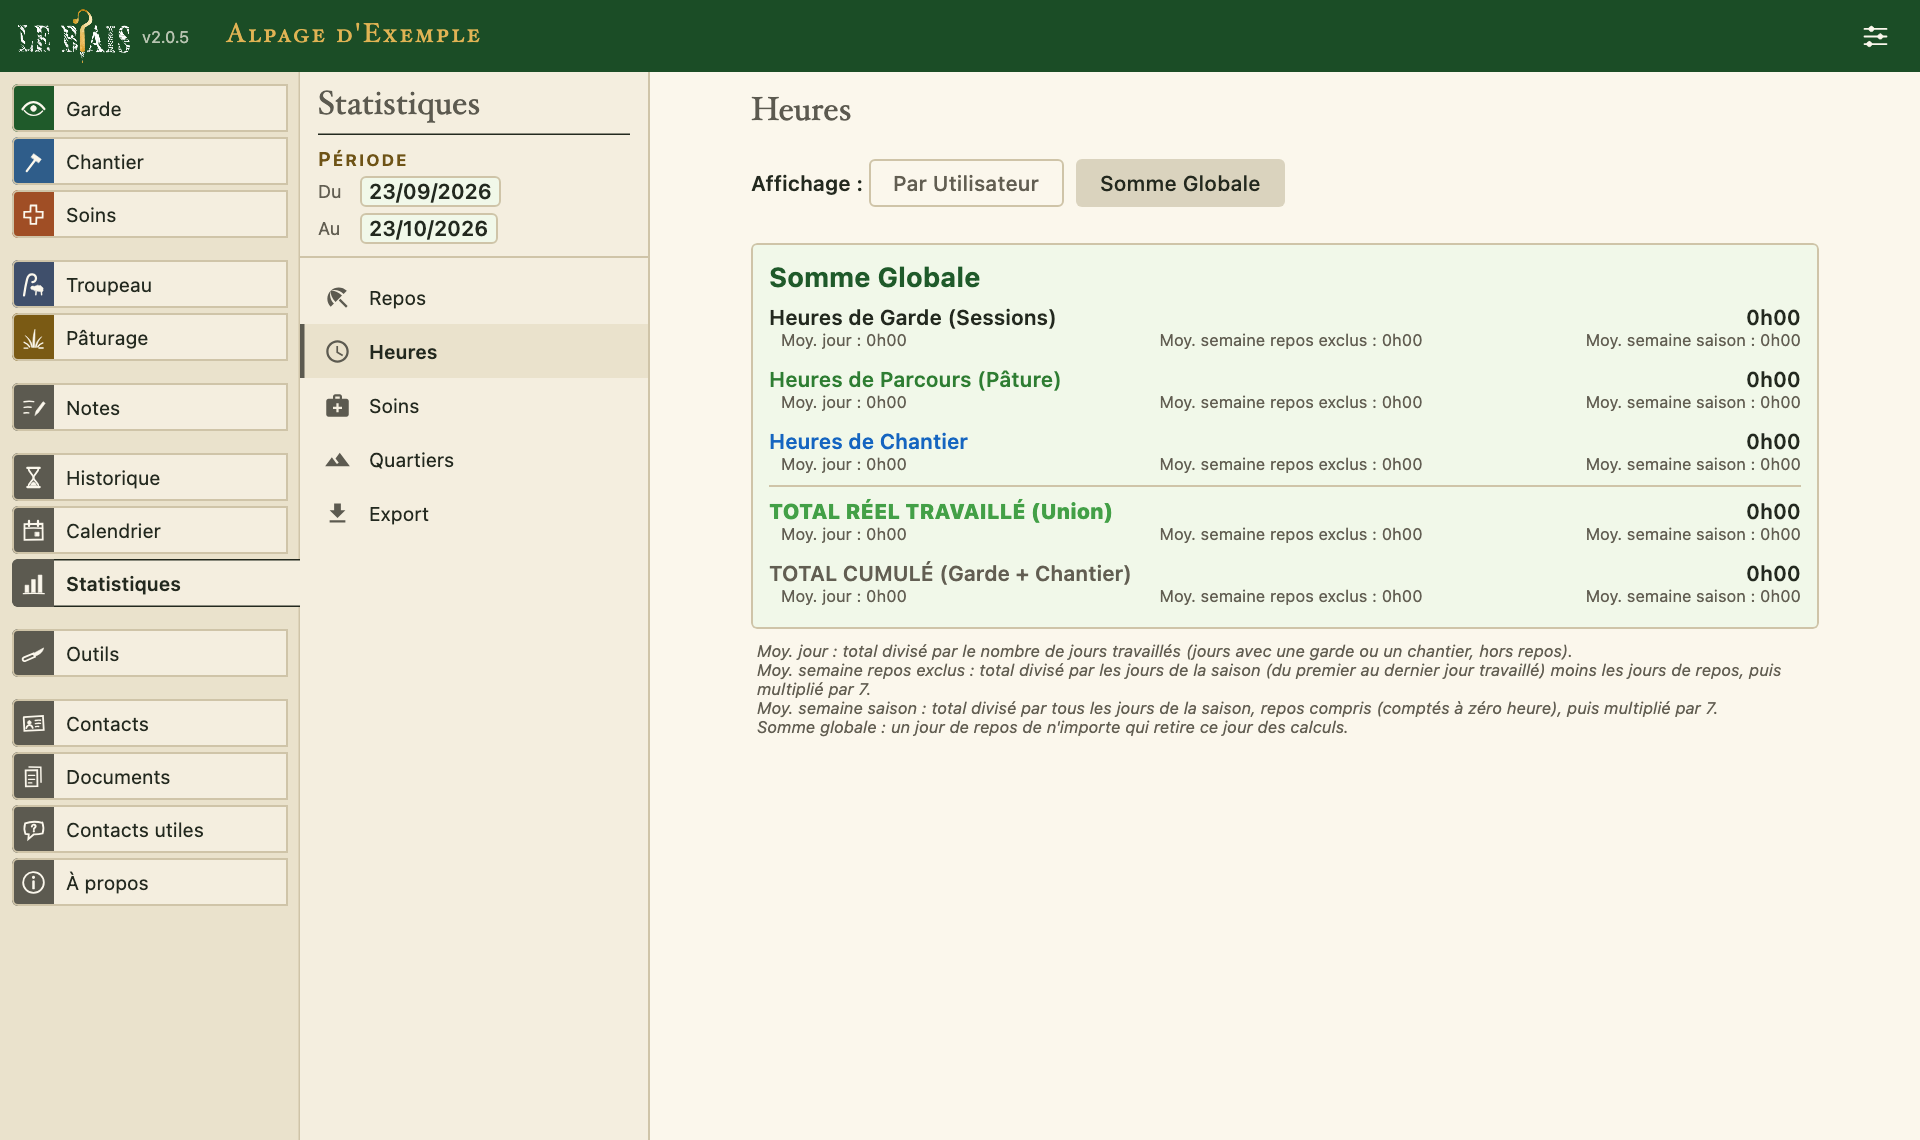 LE BIAIS v2.0.5 Alpage d'Exemple
Garde
Chantier
Soins
Troupeau
Pâturage
Notes
Historique
Calendrier
Statistiques
Outils
Contacts
Documents
Contacts utiles
À propos
Statistiques
Période
Du 23/09/2026
Au 23/10/2026
Repos
Heures
Soins
Quartiers
Export
Heures
Affichage : Par Utilisateur Somme Globale
Somme Globale
Heures de Garde (Sessions) 0h00
Moy. jour : 0h00 Moy. semaine repos exclus : 0h00 Moy. semaine saison : 0h00
Heures de Parcours (Pâture) 0h00
Moy. jour : 0h00 Moy. semaine repos exclus : 0h00 Moy. semaine saison : 0h00
Heures de Chantier 0h00
Moy. jour : 0h00 Moy. semaine repos exclus : 0h00 Moy. semaine saison : 0h00
TOTAL RÉEL TRAVAILLÉ (Union) 0h00
Moy. jour : 0h00 Moy. semaine repos exclus : 0h00 Moy. semaine saison : 0h00
TOTAL CUMULÉ (Garde + Chantier) 0h00
Moy. jour : 0h00 Moy. semaine repos exclus : 0h00 Moy. semaine saison : 0h00
Moy. jour : total divisé par le nombre de jours travaillés (jours avec une garde ou un chantier, hors repos).
Moy. semaine repos exclus : total divisé par les jours de la saison (du premier au dernier jour travaillé) moins les jours de repos, puis
multiplié par 7.
Moy. semaine saison : total divisé par tous les jours de la saison, repos compris (comptés à zéro heure), puis multiplié par 7.
Somme globale : un jour de repos de n'importe qui retire ce jour des calculs.